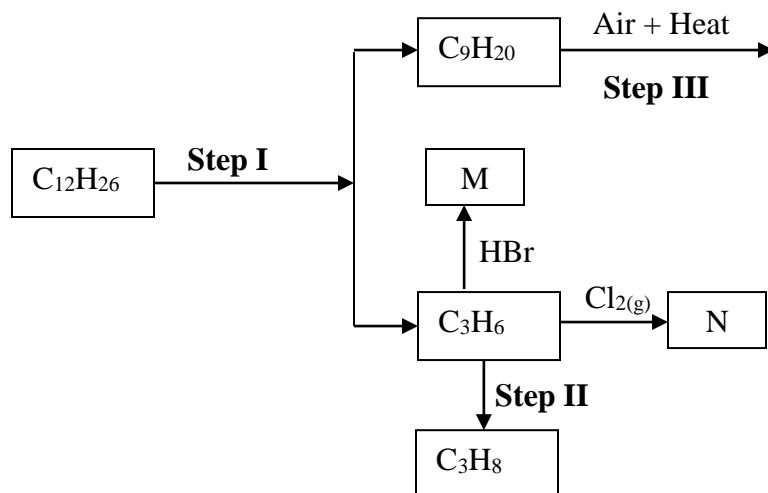 C₉H₂₀
Air + Heat
Step III
C₁₂H₂₆
Step I
M
HBr
C₃H₆
Cl₂₍g₎
N
Step II
C₃H₈